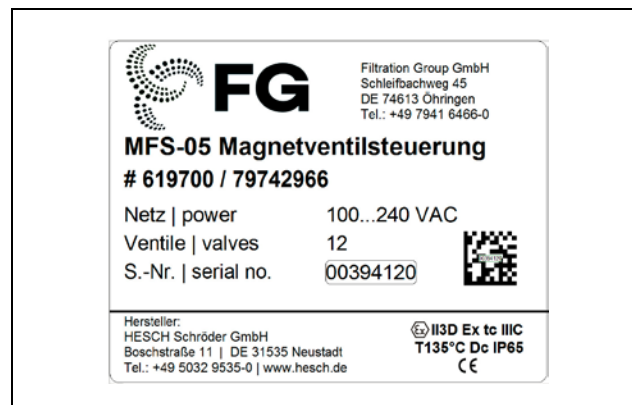 FG
Filtration Group GmbH
Schleifbachweg 45
DE 74613 Öhringen
Tel.: +49 7941 6466-0
MFS-05 Magnetventilsteuerung
# 619700 / 79742966
Netz | power 100...240 VAC
Ventile | valves 12
S.-Nr. | serial no. 00394120
Hersteller:
HESCH Schröder GmbH
Boschstraße 11 | DE 31535 Neustadt
Tel.: +49 5032 9535-0 | www.hesch.de
Ex II3D Ex tc IIIC
T135°C Dc IP65
CE